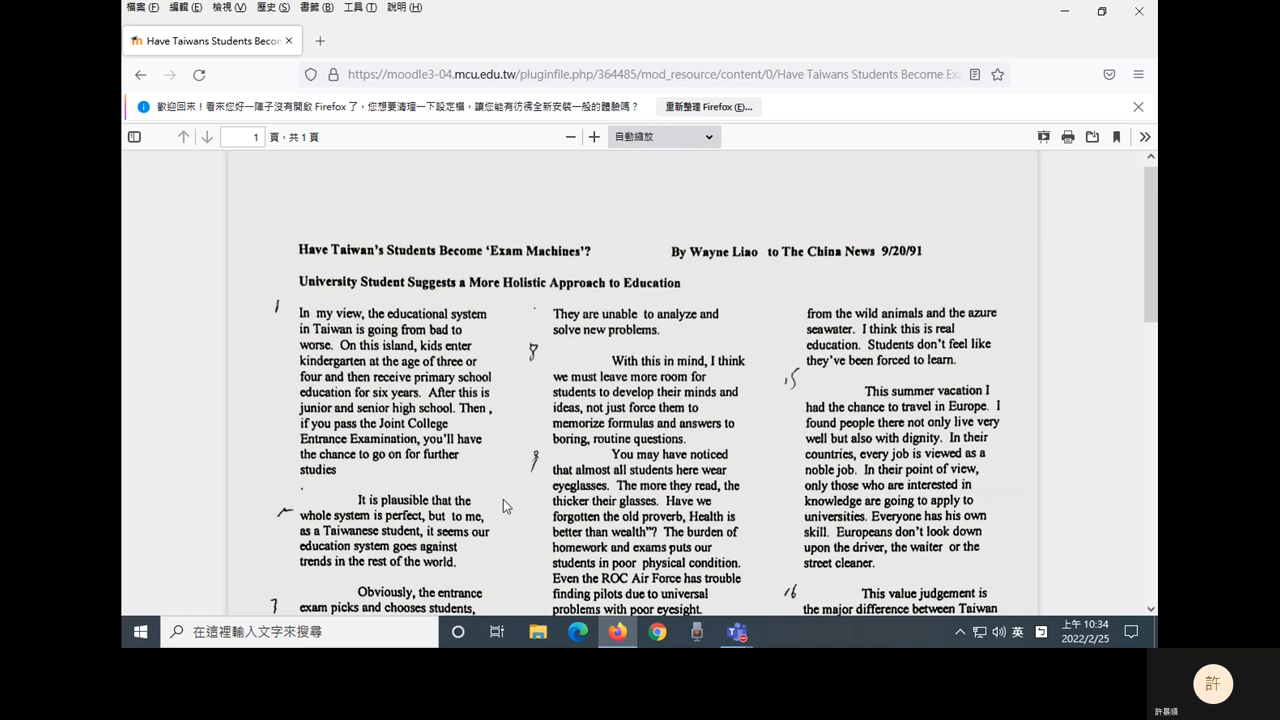 檔案(F) 編輯(E) 檢視(V) 歷史(S) 書籤(B) 工具(T) 說明(H)
Have Taiwans Students Becom
https://moodle3-04.mcu.edu.tw/pluginfile.php/364485/mod_resource/content/0/Have Taiwans Students Become Ex
歡迎回來！看來您好一陣子沒有開啟 Firefox 了，您想要清理一下設定檔，讓您能有彷彿全新安裝一般的體驗嗎？ 重新整理 Firefox (E)...
1 頁，共 1 頁 自動縮放
Have Taiwan's Students Become 'Exam Machines'? By Wayne Liao to The China News 9/20/91
University Student Suggests a More Holistic Approach to Education
1
In my view, the educational system
in Taiwan is going from bad to
worse. On this island, kids enter
kindergarten at the age of three or
four and then receive primary school
education for six years. After this is
junior and senior high school. Then ,
if you pass the Joint College
Entrance Examination, you'll have
the chance to go on for further
studies
.
It is plausible that the
whole system is perfect, but to me,
as a Taiwanese student, it seems our
education system goes against
trends in the rest of the world.
7
Obviously, the entrance
exam picks and chooses students,
They are unable to analyze and
solve new problems.
8
With this in mind, I think
we must leave more room for
students to develop their minds and
ideas, not just force them to
memorize formulas and answers to
boring, routine questions.
9
You may have noticed
that almost all students here wear
eyeglasses. The more they read, the
thicker their glasses. Have we
forgotten the old proverb, Health is
better than wealth"? The burden of
homework and exams puts our
students in poor physical condition.
Even the ROC Air Force has trouble
finding pilots due to universal
problems with poor eyesight.
from the wild animals and the azure
seawater. I think this is real
education. Students don't feel like
they've been forced to learn.
15
This summer vacation I
had the chance to travel in Europe. I
found people there not only live very
well but also with dignity. In their
countries, every job is viewed as a
noble job. In their point of view,
only those who are interested in
knowledge are going to apply to
universities. Everyone has his own
skill. Europeans don't look down
upon the driver, the waiter or the
street cleaner.
16
This value judgement is
the major difference between Taiwan
在這裡輸入文字來搜尋
英
上午 10:34
2022/2/25
許
許景順